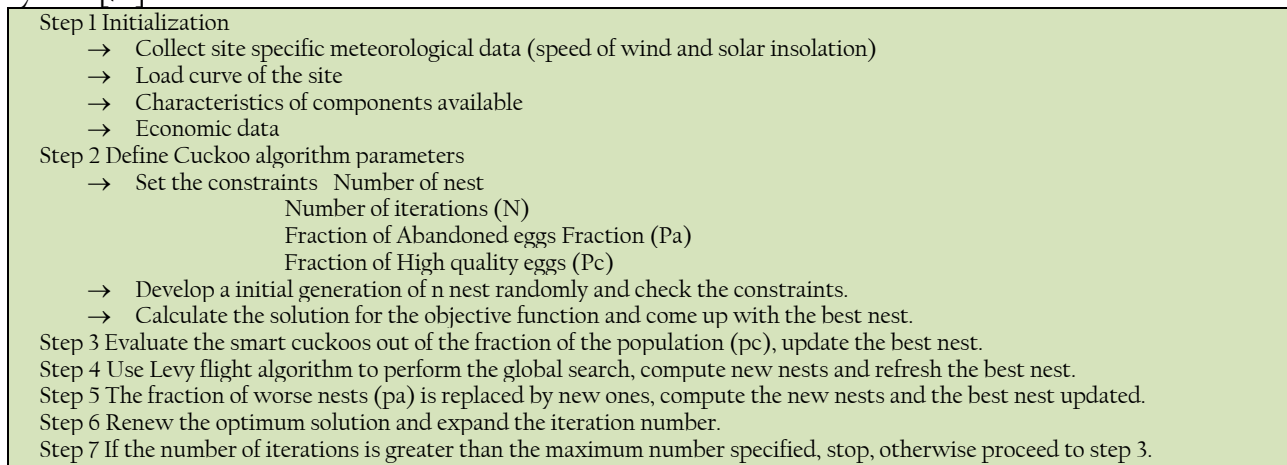 Step 1 Initialization
→ Collect site specific meteorological data (speed of wind and solar insolation)
→ Load curve of the site
→ Characteristics of components available
→ Economic data
Step 2 Define Cuckoo algorithm parameters
→ Set the constraints Number of nest
Number of iterations (N)
Fraction of Abandoned eggs Fraction (Pa)
Fraction of High quality eggs (Pc)
→ Develop a initial generation of n nest randomly and check the constraints.
→ Calculate the solution for the objective function and come up with the best nest.
Step 3 Evaluate the smart cuckoos out of the fraction of the population (pc), update the best nest.
Step 4 Use Levy flight algorithm to perform the global search, compute new nests and refresh the best nest.
Step 5 The fraction of worse nests (pa) is replaced by new ones, compute the new nests and the best nest updated.
Step 6 Renew the optimum solution and expand the iteration number.
Step 7 If the number of iterations is greater than the maximum number specified, stop, otherwise proceed to step 3.